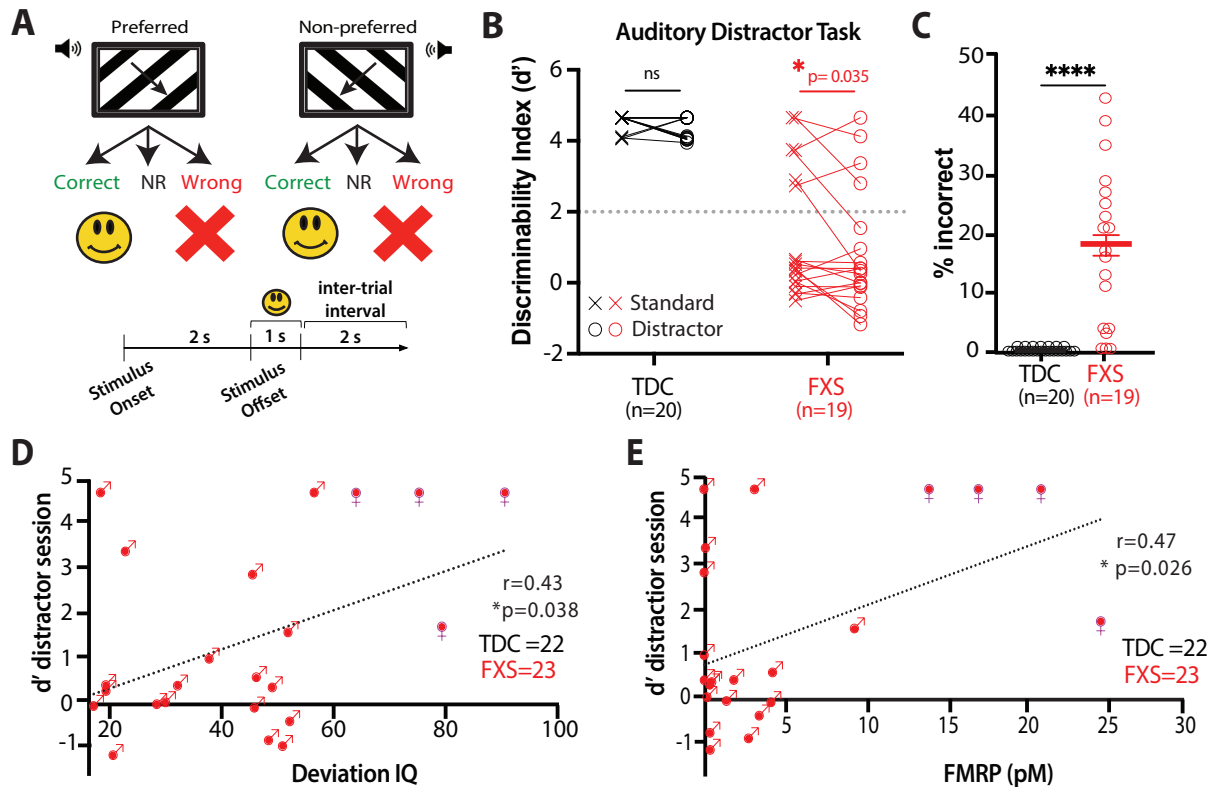 A
Preferred
Non-preferred
Correct NR Wrong
Correct NR Wrong
inter-trial
interval
2 s
1 s
2 s
Stimulus
Onset
Stimulus
Offset
B
Auditory Distractor Task
Discriminability Index (d')
6
4
2
0
-2
ns
*
p= 0.035
Standard
Distractor
TDC
(n=20)
FXS
(n=19)
C
% incorrect
50
40
30
20
10
0
****
TDC
(n=20)
FXS
(n=19)
D
d' distractor session
5
4
3
2
1
0
-1
r=0.43
*p=0.038
TDC =22
FXS=23
20
40
60
80
100
Deviation IQ
E
d' distraction session
5
4
3
2
1
0
-1
r=0.47
* p=0.026
TDC =22
FXS=23
5
10
15
20
25
30
FMRP (pM)